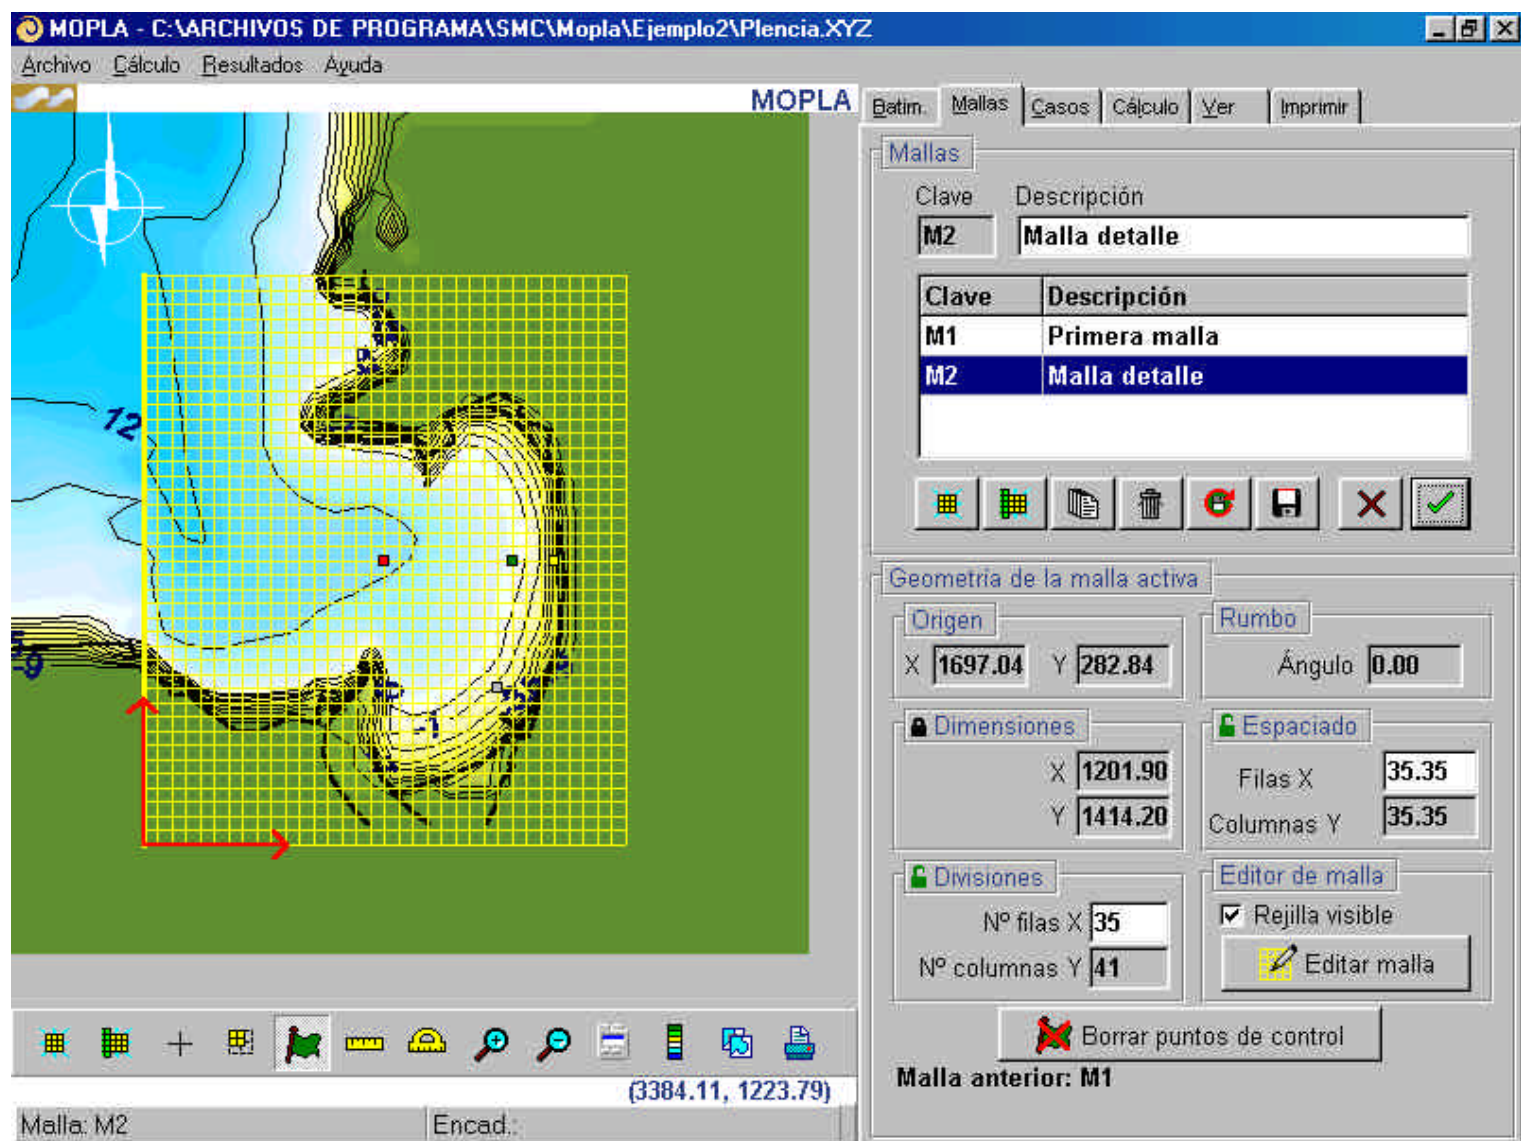 MOPLA - C:\ARCHIVOS DE PROGRAMA\SMC\Mopla\Ejemplo2\Plencia.XYZ
Archivo Cálculo Resultados Ayuda
MOPLA
Batim. Mallas Casos Cálculo Ver Imprimir
Mallas
Clave Descripción
M2 Malla detalle
Clave Descripción
M1 Primera malla
M2 Malla detalle
12
-9
-1
Geometría de la malla activa
Origen
X 1697.04 Y 282.84
Rumbo
Ángulo 0.00
Dimensiones
X 1201.90
Y 1414.20
Espaciado
Filas X 35.35
Columnas Y 35.35
Divisiones
Nº filas X 35
Nº columnas Y 41
Editor de malla
Rejilla visible
Editar malla
Borrar puntos de control
Malla anterior: M1
(3384.11, 1223.79)
Malla: M2 Encad.: